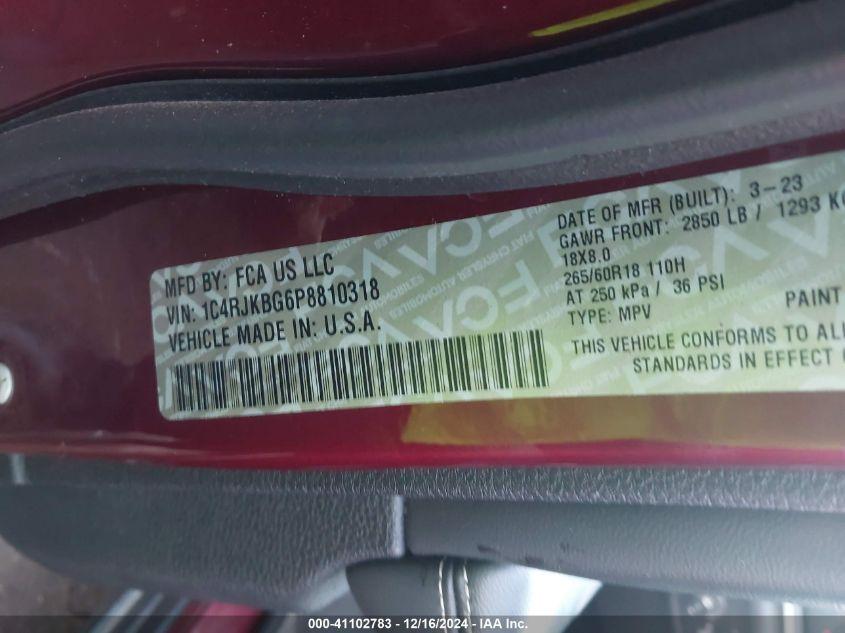 MFD BY: FCA US LLC
VIN: 1C4RJKBG6P8810318
VEHICLE MADE IN: U.S.A.
DATE OF MFR (BUILT): 3-23
GAWR FRONT: 2850 LB / 1293 KG
18X8.0
265/60R18 110H
AT 250 kPa / 36 PSI
TYPE: MPV
PAINT
THIS VEHICLE CONFORMS TO ALL
STANDARDS IN EFFECT
000-41102783 - 12/16/2024 - IAA Inc.